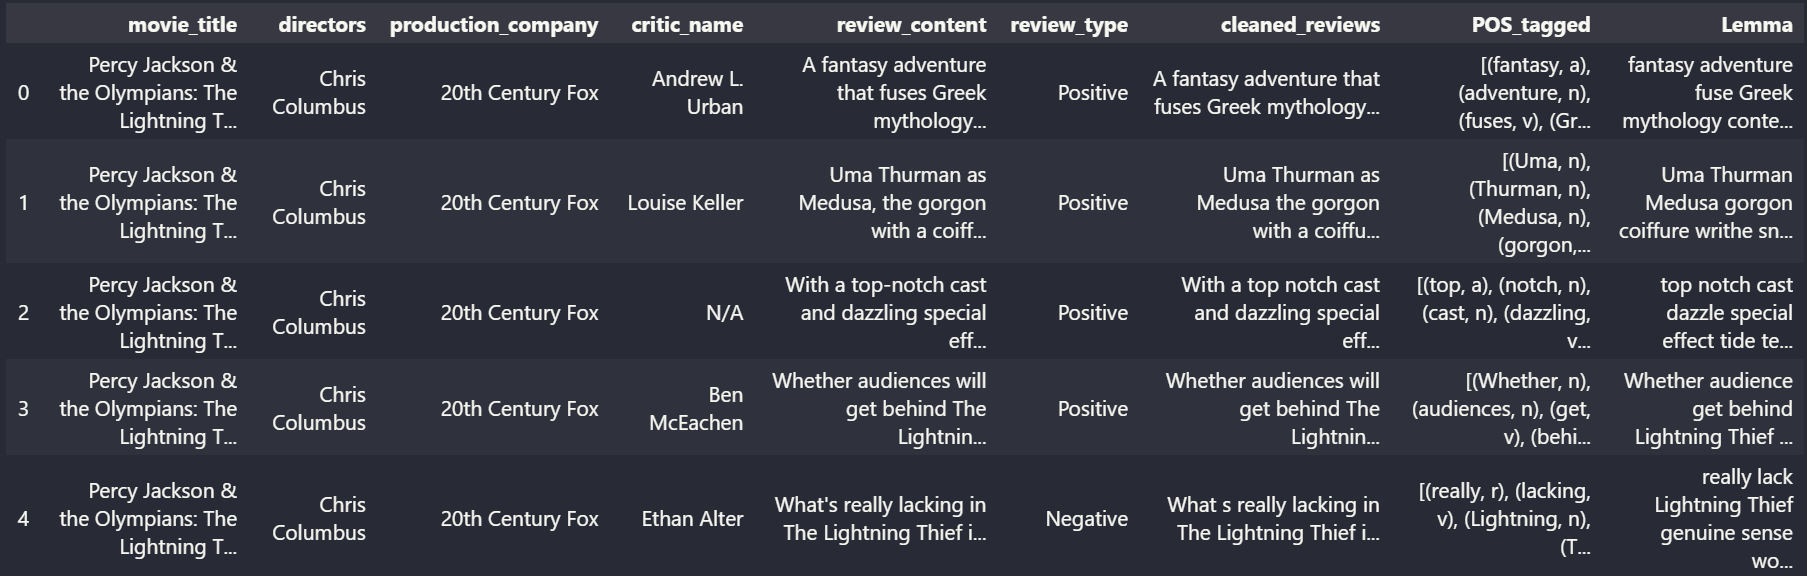 movie_title directors production_company critic_name review_content review_type cleaned_reviews POS_tagged Lemma
0 Percy Jackson & the Olympians: The Lightning T... Chris Columbus 20th Century Fox Andrew L. Urban A fantasy adventure that fuses Greek mythology... Positive A fantasy adventure that fuses Greek mythology... [(fantasy, a), (adventure, n), (fuses, v), (Gr... fantasy adventure fuse Greek mythology conte...
1 Percy Jackson & the Olympians: The Lightning T... Chris Columbus 20th Century Fox Louise Keller Uma Thurman as Medusa, the gorgon with a coiff... Positive Uma Thurman as Medusa the gorgon with a coiffu... [(Uma, n), (Thurman, n), (Medusa, n), (gorgon,... Uma Thurman Medusa gorgon coiffure writhe sn...
2 Percy Jackson & the Olympians: The Lightning T... Chris Columbus 20th Century Fox N/A With a top-notch cast and dazzling special eff... Positive With a top notch cast and dazzling special eff... [(top, a), (notch, n), (cast, n), (dazzling, v... top notch cast dazzle special effect tide te...
3 Percy Jackson & the Olympians: The Lightning T... Chris Columbus 20th Century Fox Ben McEachen Whether audiences will get behind The Lightnin... Positive Whether audiences will get behind The Lightnin... [(Whether, n), (audiences, n), (get, v), (behi... Whether audience get behind Lightning Thief ...
4 Percy Jackson & the Olympians: The Lightning T... Chris Columbus 20th Century Fox Ethan Alter What's really lacking in The Lightning Thief i... Negative What s really lacking in The Lightning Thief i... [(really, r), (lacking, v), (Lightning, n), (T... really lack Lightning Thief genuine sense wo...